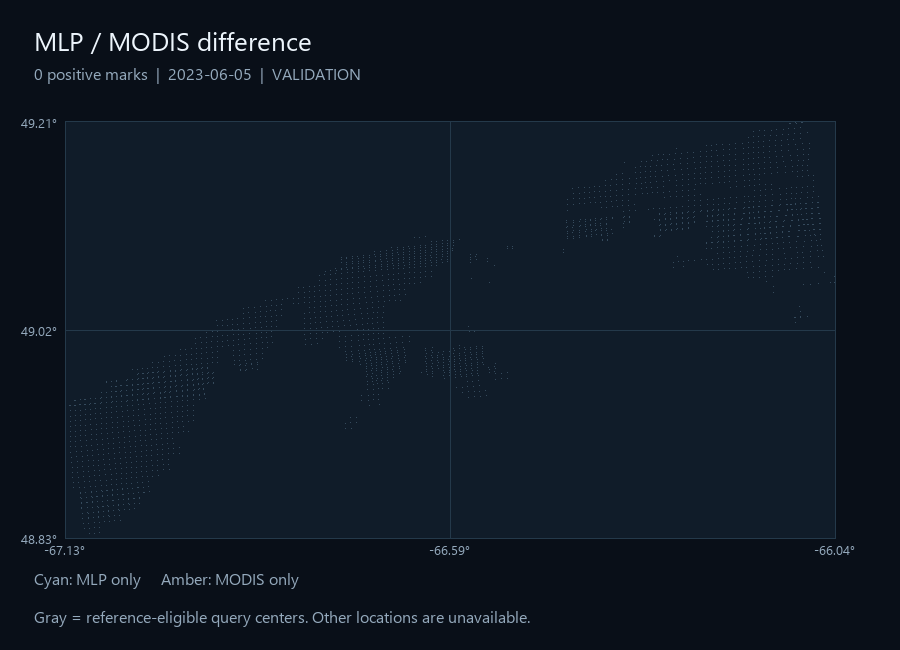 MLP / MODIS difference
0 positive marks | 2023-06-05 | VALIDATION
49.21°
49.02°
48.83°
-67.13° -66.59° -66.04°
Cyan: MLP only Amber: MODIS only
Gray = reference-eligible query centers. Other locations are unavailable.